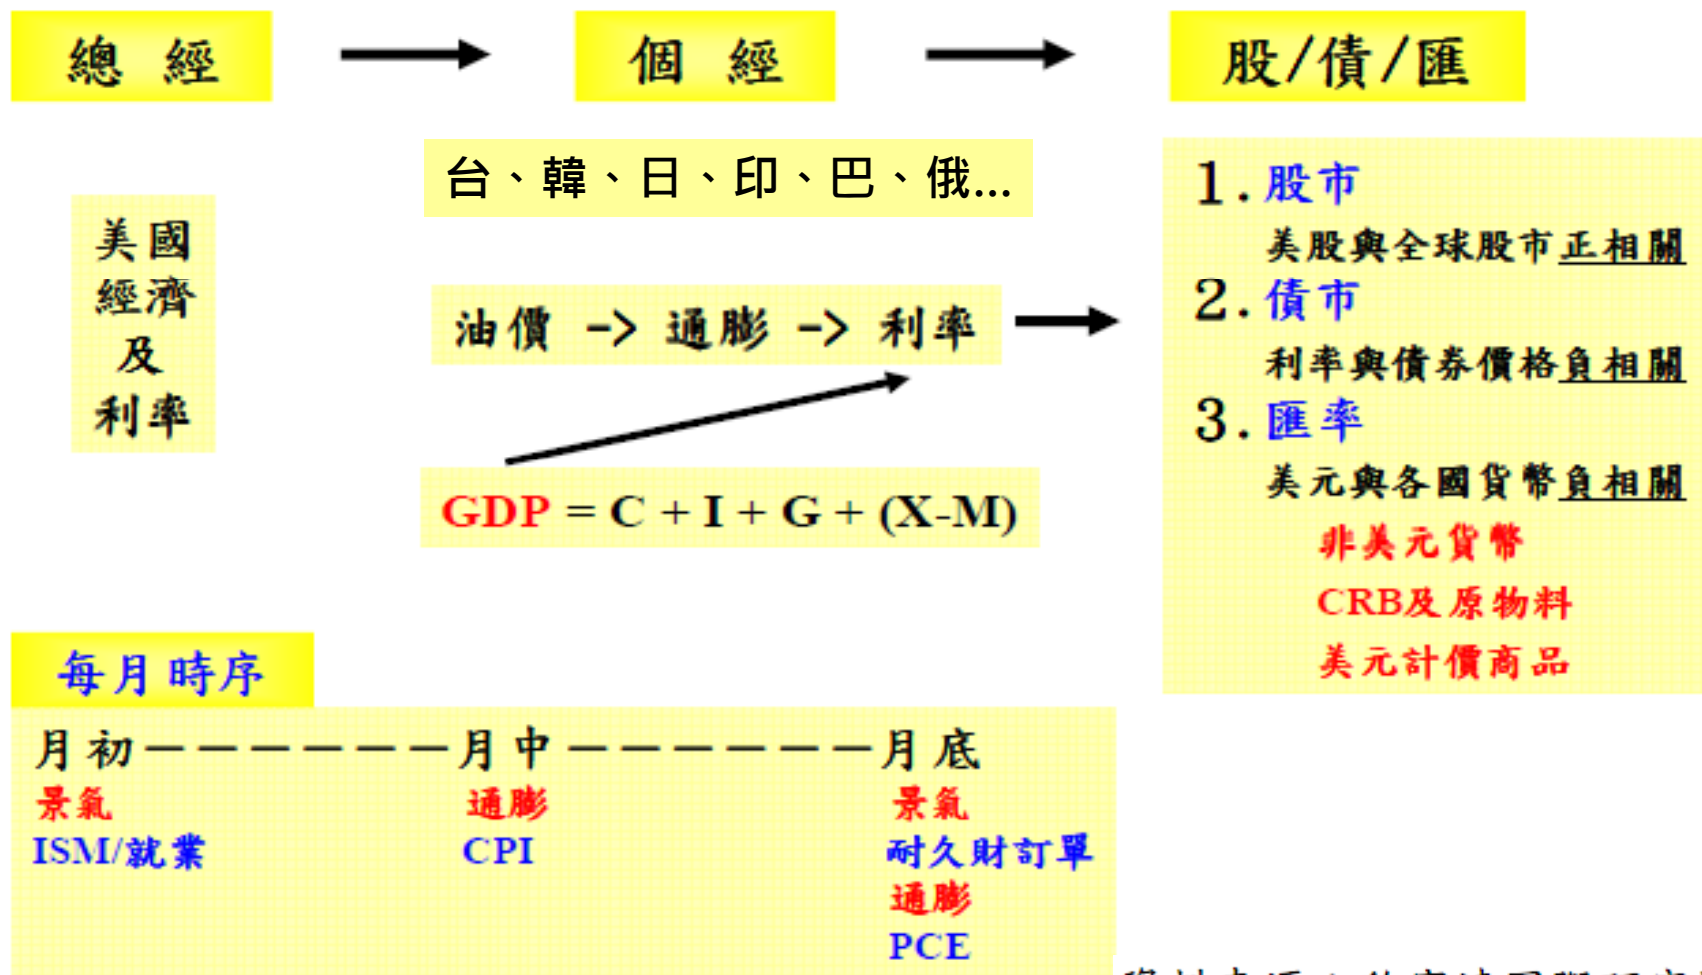 總 經
個 經
股/債/匯
美國
經濟
及
利率
台、韓、日、印、巴、俄...
油價 -> 通膨 -> 利率
GDP = C + I + G + (X-M)
1. 股市
美股與全球股市正相關
2. 債市
利率與債券價格負相關
3. 匯率
美元與各國貨幣負相關
非美元貨幣
CRB及原物料
美元計價商品
每月時序
月初－－－－－－月中－－－－－－月底
景氣 通膨 景氣
ISM/就業 CPI 耐久財訂單
通膨
PCE